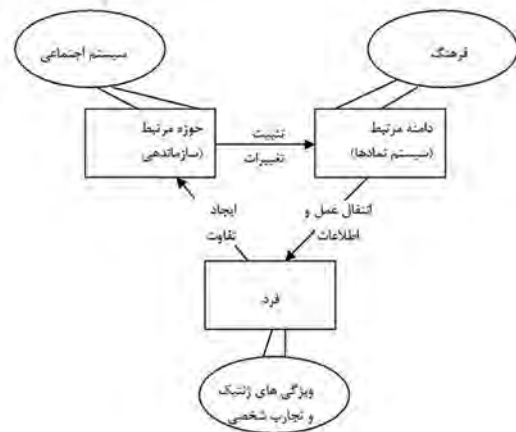 سیستم اجتماعی
فرهنگ
حوزه مرتبط
(سازماندهی
تثبیت
تغییرات
دامنه مرتبط
(سیستم نمادها)
ایجاد
تفاوت
انتقال عمل و
اطلاعات
فرد
ویژگی های ژنتیک
و تجارب شخصی